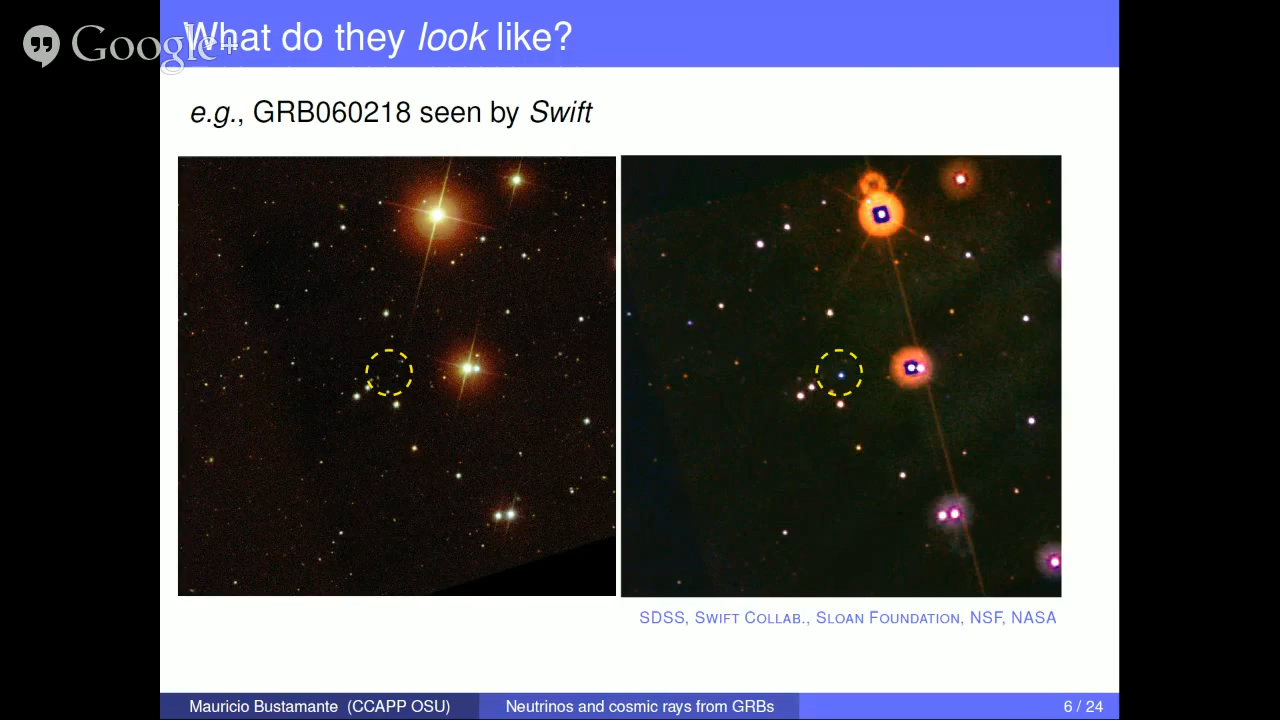 Google+
What do they look like?
e.g., GRB060218 seen by Swift
SDSS, SWIFT COLLAB., SLOAN FOUNDATION, NSF, NASA
Mauricio Bustamante (CCAPP OSU)
Neutrinos and cosmic rays from GRBs
6 / 24